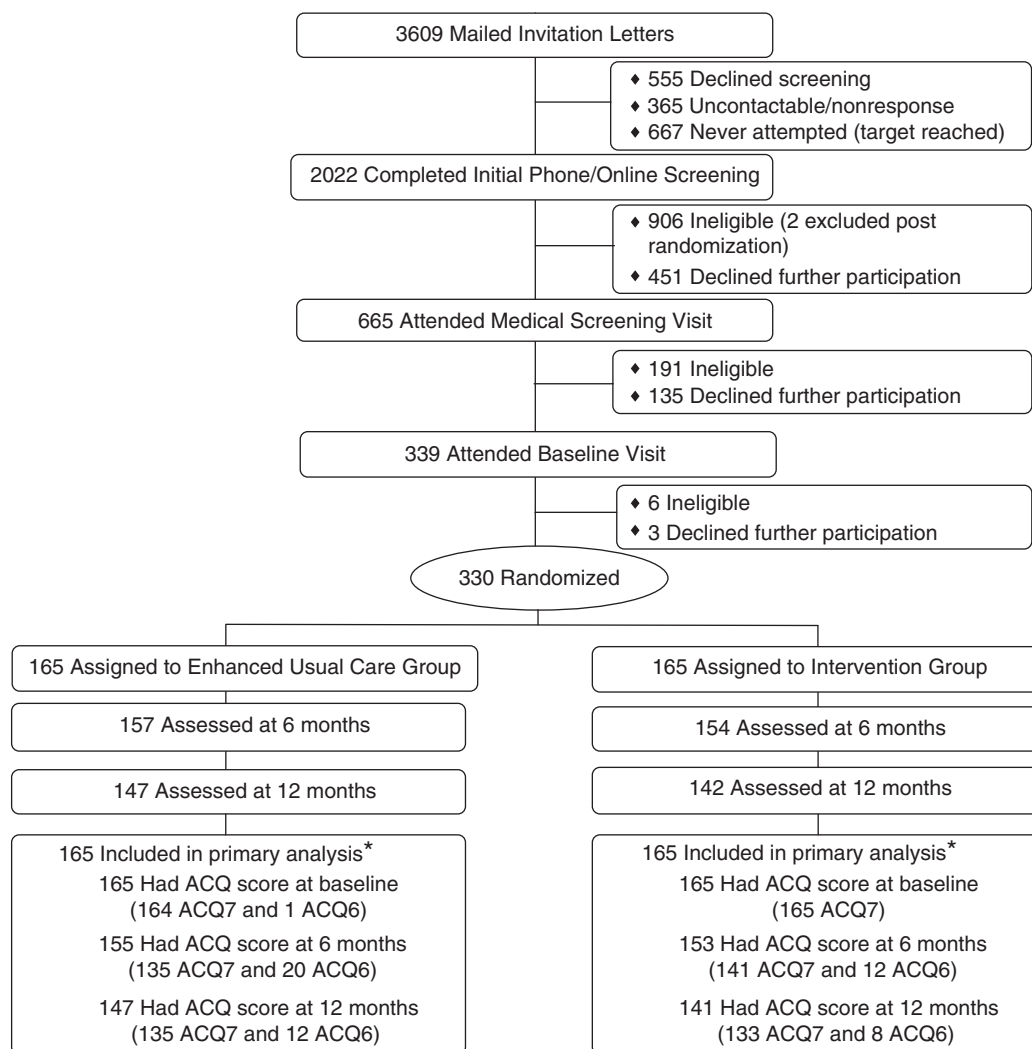 3609 Mailed Invitation Letters
♦ 555 Declined screening
♦ 365 Uncontactable/nonresponse
♦ 667 Never attempted (target reached)
2022 Completed Initial Phone/Online Screening
♦ 906 Ineligible (2 excluded post
randomization)
♦ 451 Declined further participation
665 Attended Medical Screening Visit
♦ 191 Ineligible
♦ 135 Declined further participation
339 Attended Baseline Visit
♦ 6 Ineligible
♦ 3 Declined further participation
330 Randomized
165 Assigned to Enhanced Usual Care Group
157 Assessed at 6 months
147 Assessed at 12 months
165 Included in primary analysis*
165 Had ACQ score at baseline
(164 ACQ7 and 1 ACQ6)
155 Had ACQ score at 6 months
(135 ACQ7 and 20 ACQ6)
147 Had ACQ score at 12 months
(135 ACQ7 and 12 ACQ6)
165 Assigned to Intervention Group
154 Assessed at 6 months
142 Assessed at 12 months
165 Included in primary analysis*
165 Had ACQ score at baseline
(165 ACQ7)
153 Had ACQ score at 6 months
(141 ACQ7 and 12 ACQ6)
141 Had ACQ score at 12 months
(133 ACQ7 and 8 ACQ6)